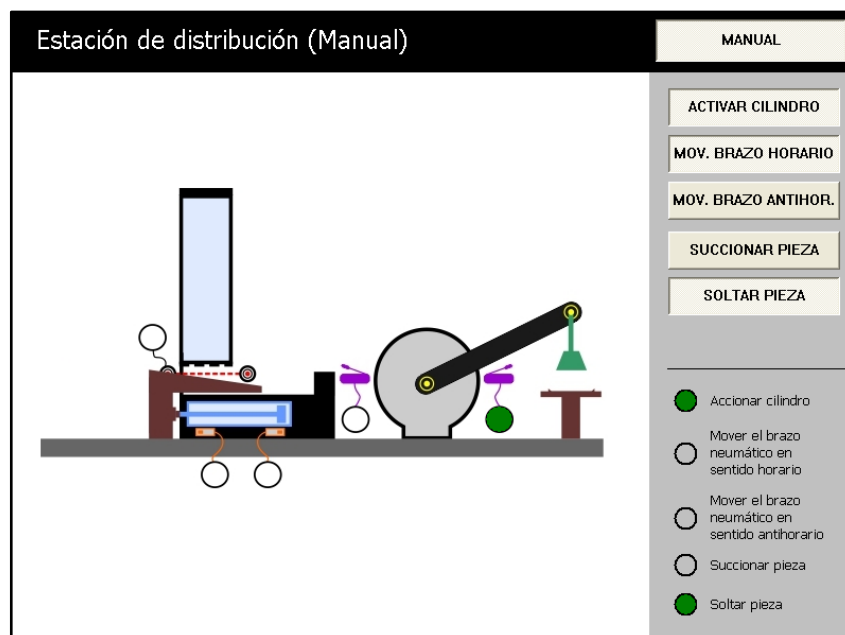 Estación de distribución (Manual)
MANUAL
ACTIVAR CILINDRO
MOV. BRAZO HORARIO
MOV. BRAZO ANTIHOR.
SUCCIONAR PIEZA
SOLTAR PIEZA
Accionar cilindro
Mover el brazo
neumático en
sentido horario
Mover el brazo
neumático en
sentido antihorario
Succionar pieza
Soltar pieza